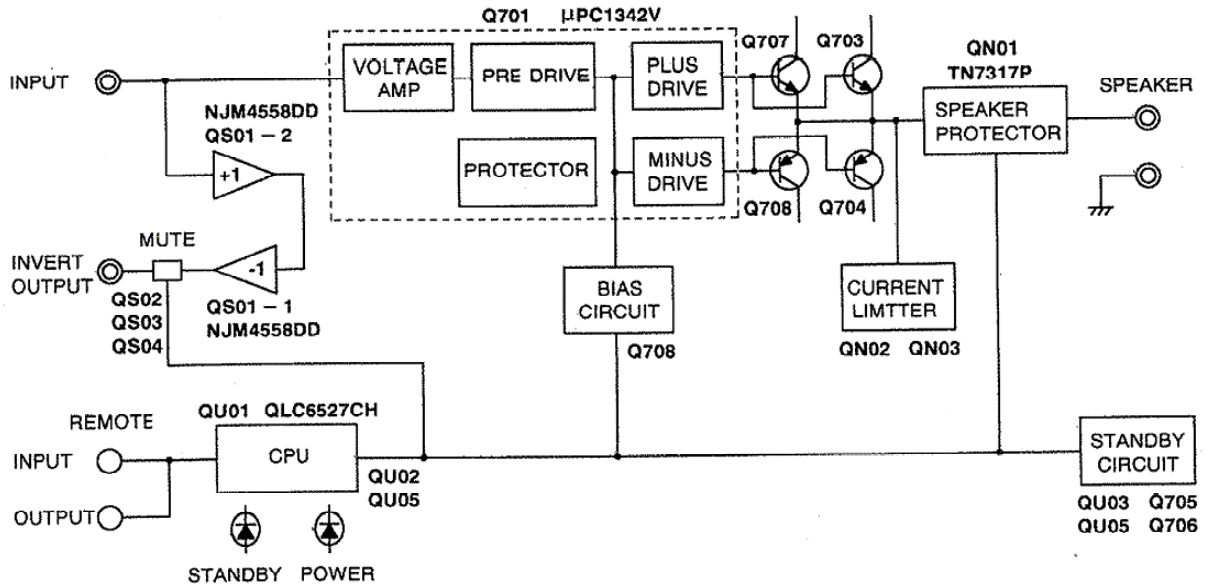 Q701 μPC1342V
INPUT
VOLTAGE
AMP
PRE DRIVE
PLUS
DRIVE
Q707
Q703
QN01
TN7317P
SPEAKER
PROTECTOR
SPEAKER
NJM4558DD
QS01 – 2
+1
PROTECTOR
MINUS
DRIVE
Q708
Q704
MUTE
INVERT
OUTPUT
-1
QS02
QS03
QS04
QS01 – 1
NJM4558DD
BIAS
CIRCUIT
Q708
CURRENT
LIMTTER
QN02 QN03
REMOTE
QU01 QLC6527CH
INPUT
CPU
QU02
QU05
OUTPUT
STANDBY
CIRCUIT
QU03 Q705
QU05 Q706
STANDBY POWER